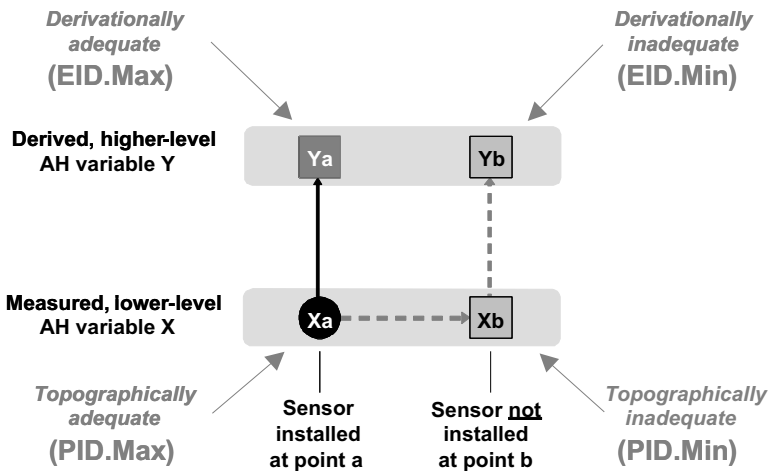 Derivationally
adequate
(EID.Max)
Derivationally
inadequate
(EID.Min)
Derived, higher-level
AH variable Y
Ya
Yb
Measured, lower-level
AH variable X
Xa
Xb
Topographically
adequate
(PID.Max)
Sensor
installed
at point a
Sensor not
installed
at point b
Topographically
inadequate
(PID.Min)